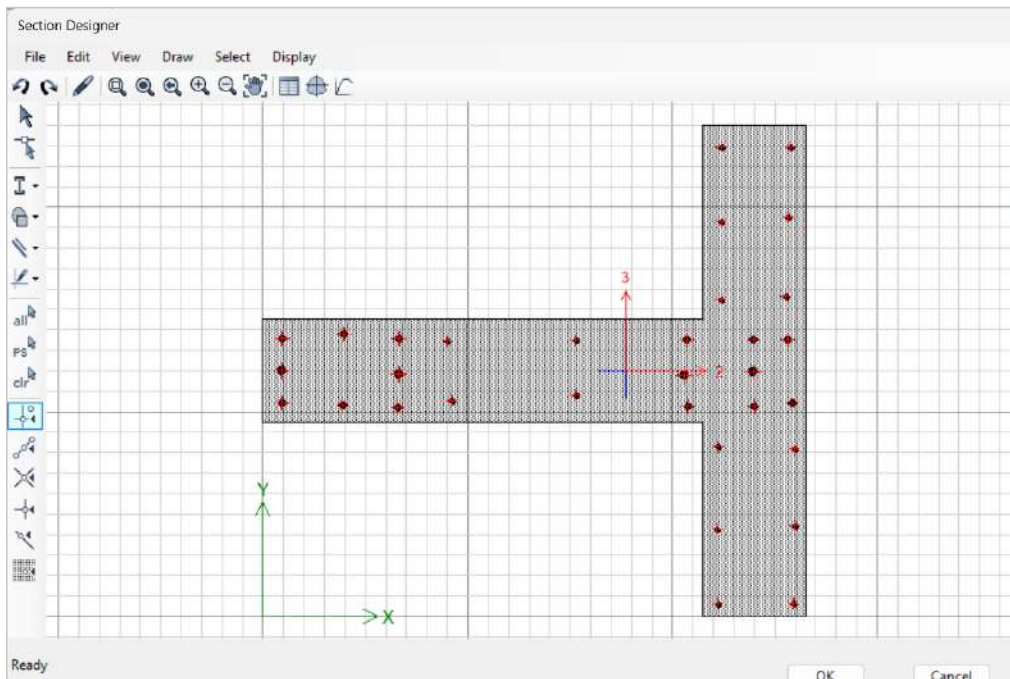 Section Designer
File Edit View Draw Select Display
all
PS
clr
3
2
Y
X
Ready
OK Cancel